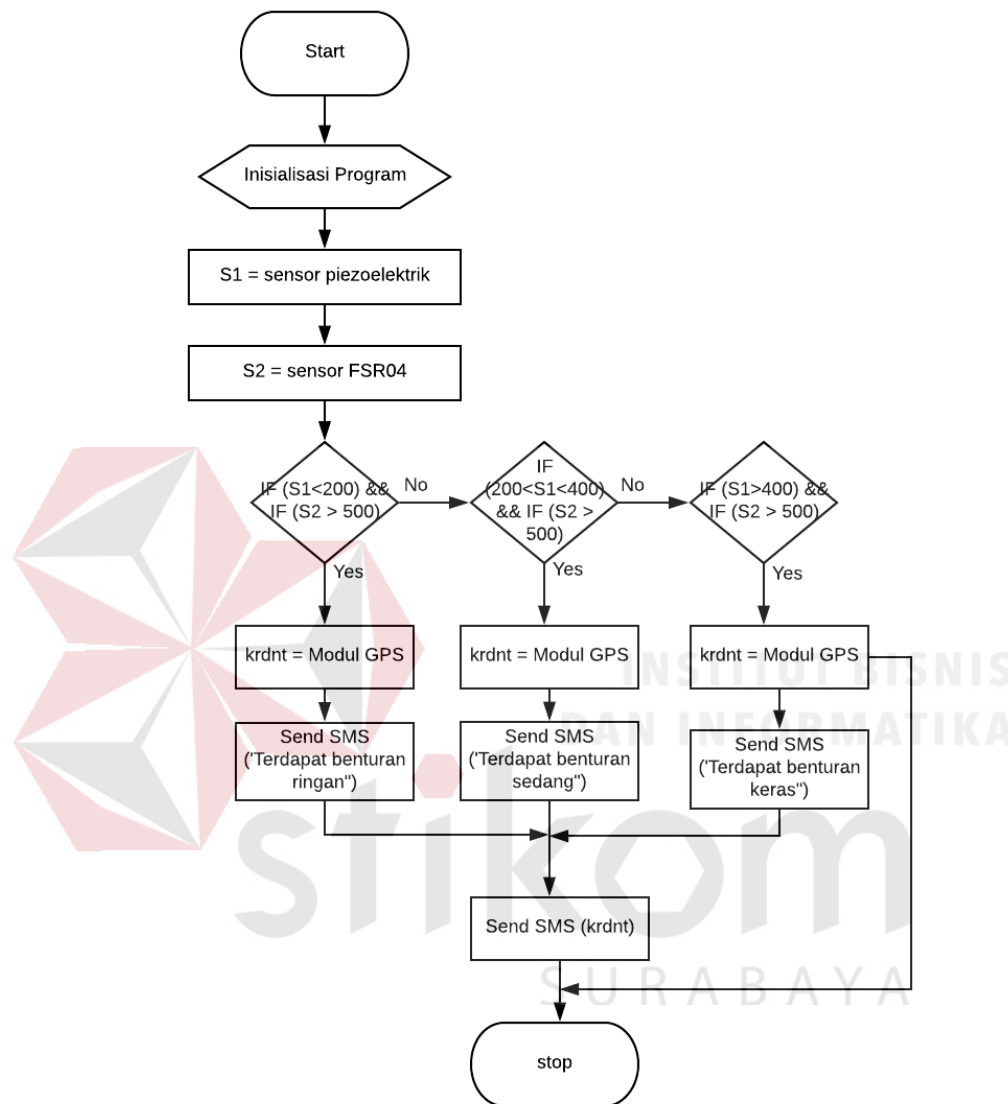 Start
Inisialisasi Program
S1 = sensor piezoelektrik
S2 = sensor FSR04
IF (S1<200) &&
IF (S2 > 500)
No
IF
(200<S1<400)
&& IF (S2 >
500)
No
IF (S1>400) &&
IF (S2 > 500)
Yes
Yes
Yes
krdnt = Modul GPS
krdnt = Modul GPS
krdnt = Modul GPS
INSTITUT BISNIS
DAN INFORMATIKA
Send SMS
('Terdapat benturan
ringan")
Send SMS
('Terdapat benturan
sedang")
Send SMS
("Terdapat benturan
keras")
stikom
Send SMS (krdnt)
SURABAYA
stop